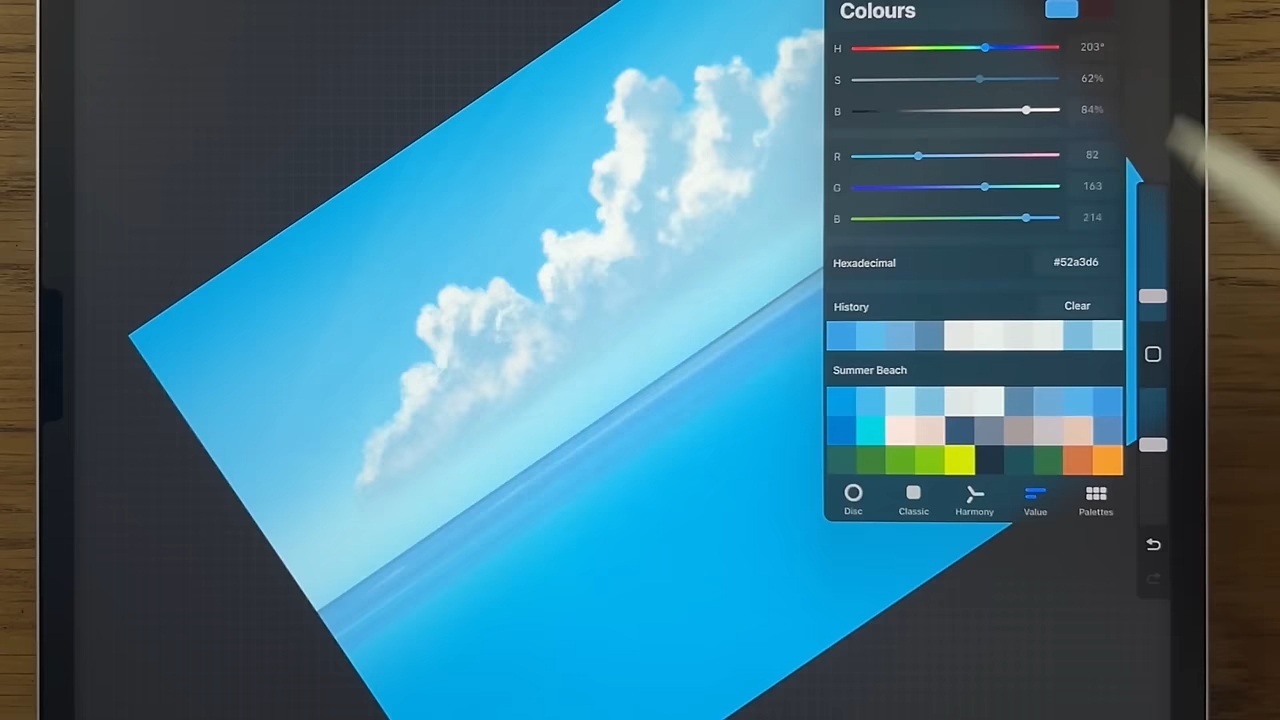 Colours
H 203°
S 62%
B 84%
R 82
G 163
B 214
Hexadecimal #52a3d6
History Clear
Summer Beach
Disc Classic Harmony Value Palettes